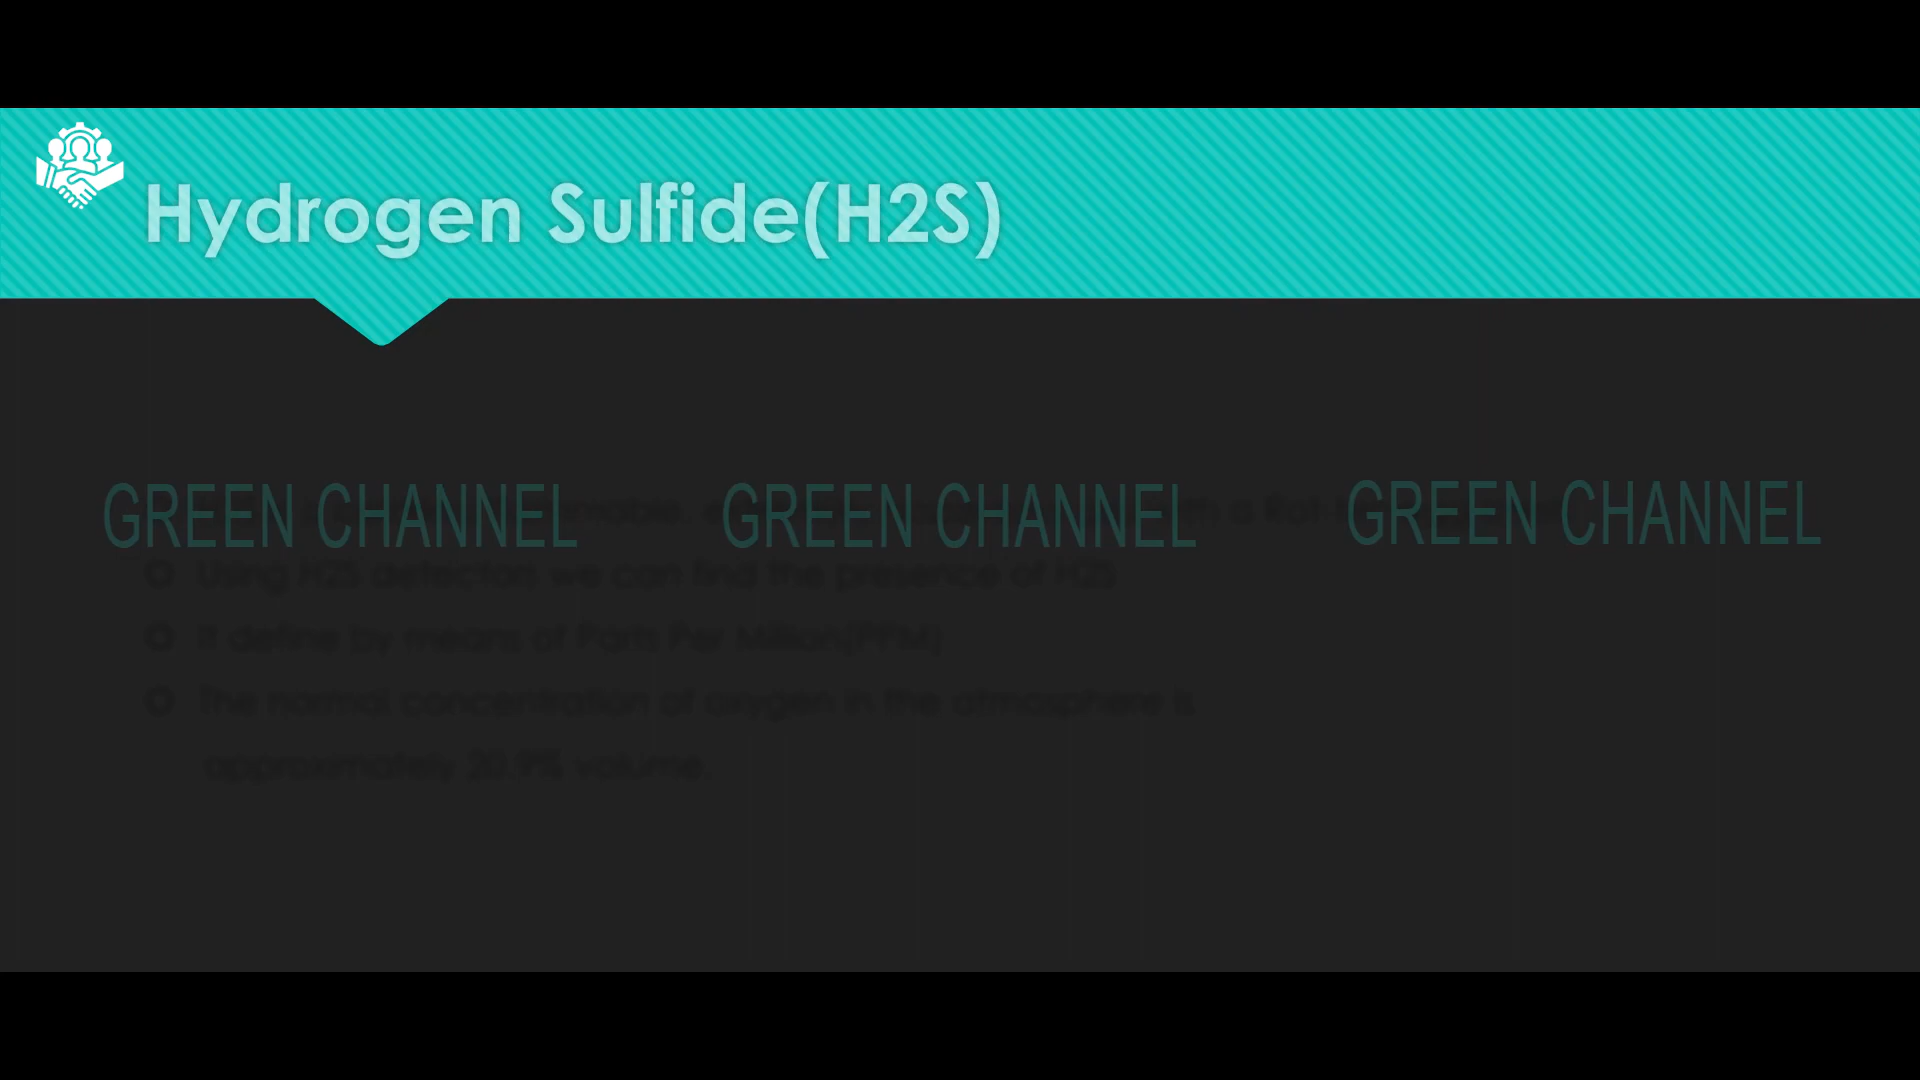 Hydrogen Sulfide(H2S)
GREEN CHANNEL GREEN CHANNEL GREEN CHANNEL
with a
Using H2S detectors we can find the presence of H2S
It define by means of Parts Per Million(PPM)
The normal concentration of oxygen in the atmosphere is
approximately 20.9% volume.